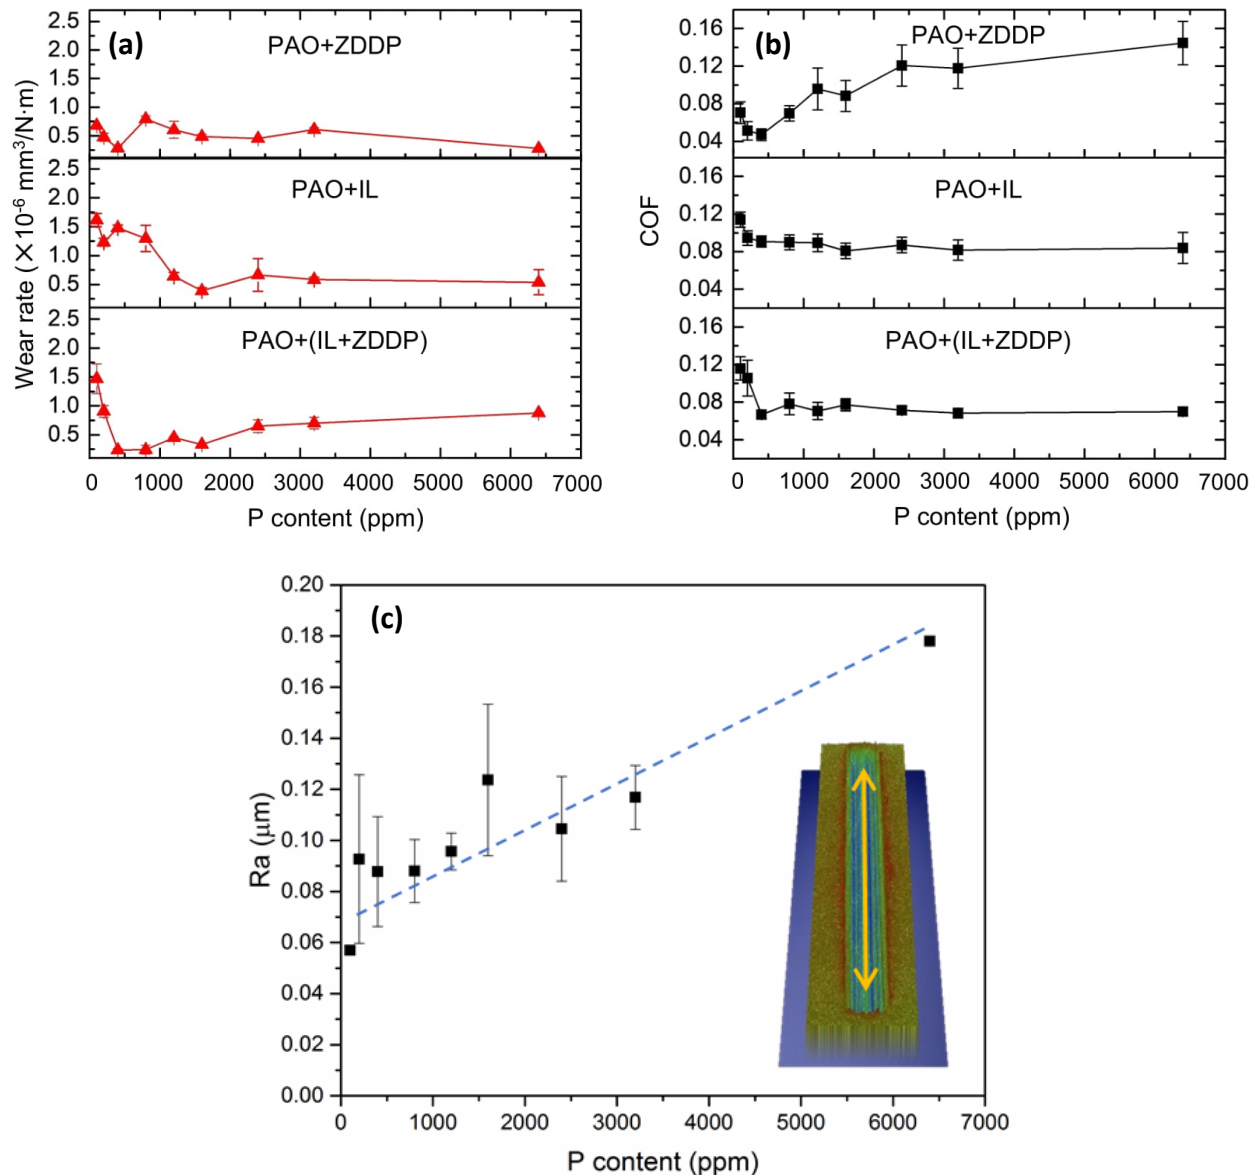 (a)
PAO+ZDDP
2.5
2.0
1.5
1.0
0.5
PAO+IL
2.5
2.0
1.5
1.0
0.5
PAO+(IL+ZDDP)
2.5
2.0
1.5
1.0
0.5
Wear rate (×10⁻⁶ mm³/N·m)
0 1000 2000 3000 4000 5000 6000 7000
P content (ppm)
(b)
PAO+ZDDP
0.16
0.12
0.08
0.04
PAO+IL
0.16
0.12
0.08
0.04
PAO+(IL+ZDDP)
0.16
0.12
0.08
0.04
COF
0 1000 2000 3000 4000 5000 6000 7000
P content (ppm)
(c)
0.20
0.18
0.16
0.14
0.12
0.10
0.08
0.06
0.04
0.02
0.00
Ra (μm)
0 1000 2000 3000 4000 5000 6000 7000
P content (ppm)